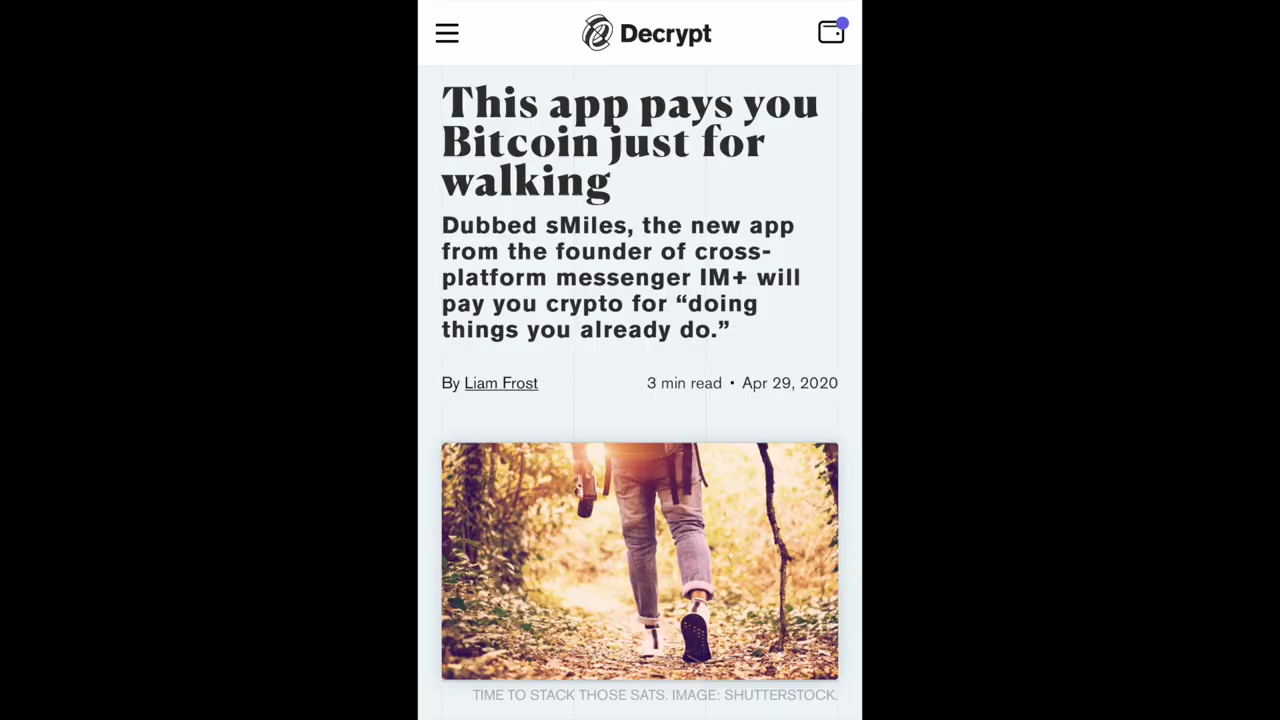 Decrypt
This app pays you
Bitcoin just for
walking
Dubbed sMiles, the new app
from the founder of cross-
platform messenger IM+ will
pay you crypto for “doing
things you already do.”
By Liam Frost
3 min read • Apr 29, 2020
TIME TO STACK THOSE SATS. IMAGE: SHUTTERSTOCK.